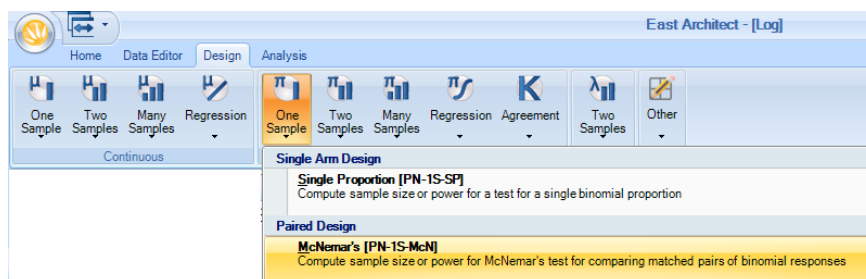 East Architect - [Log]
Home Data Editor Design Analysis
μ μ μ μ π π π π K λ
One Sample Two Samples Many Samples Regression One Sample Two Samples Many Samples Regression Agreement Two Samples Other
Continuous
Single Arm Design
Single Proportion [PN-1S-SP]
Compute sample size or power for a test for a single binomial proportion
Paired Design
McNemar's [PN-1S-McN]
Compute sample size or power for McNemar's test for comparing matched pairs of binomial responses